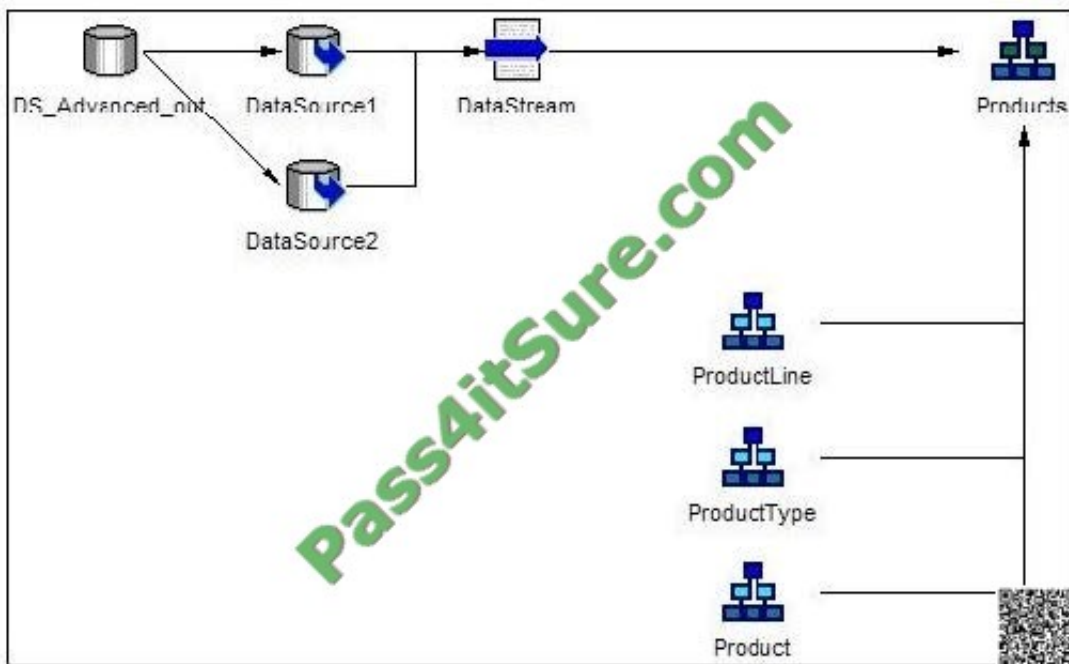 DS_Advanced_out
DataSource1
DataStream
Products
DataSource2
Pass4itSure.com
ProductLine
ProductType
Product